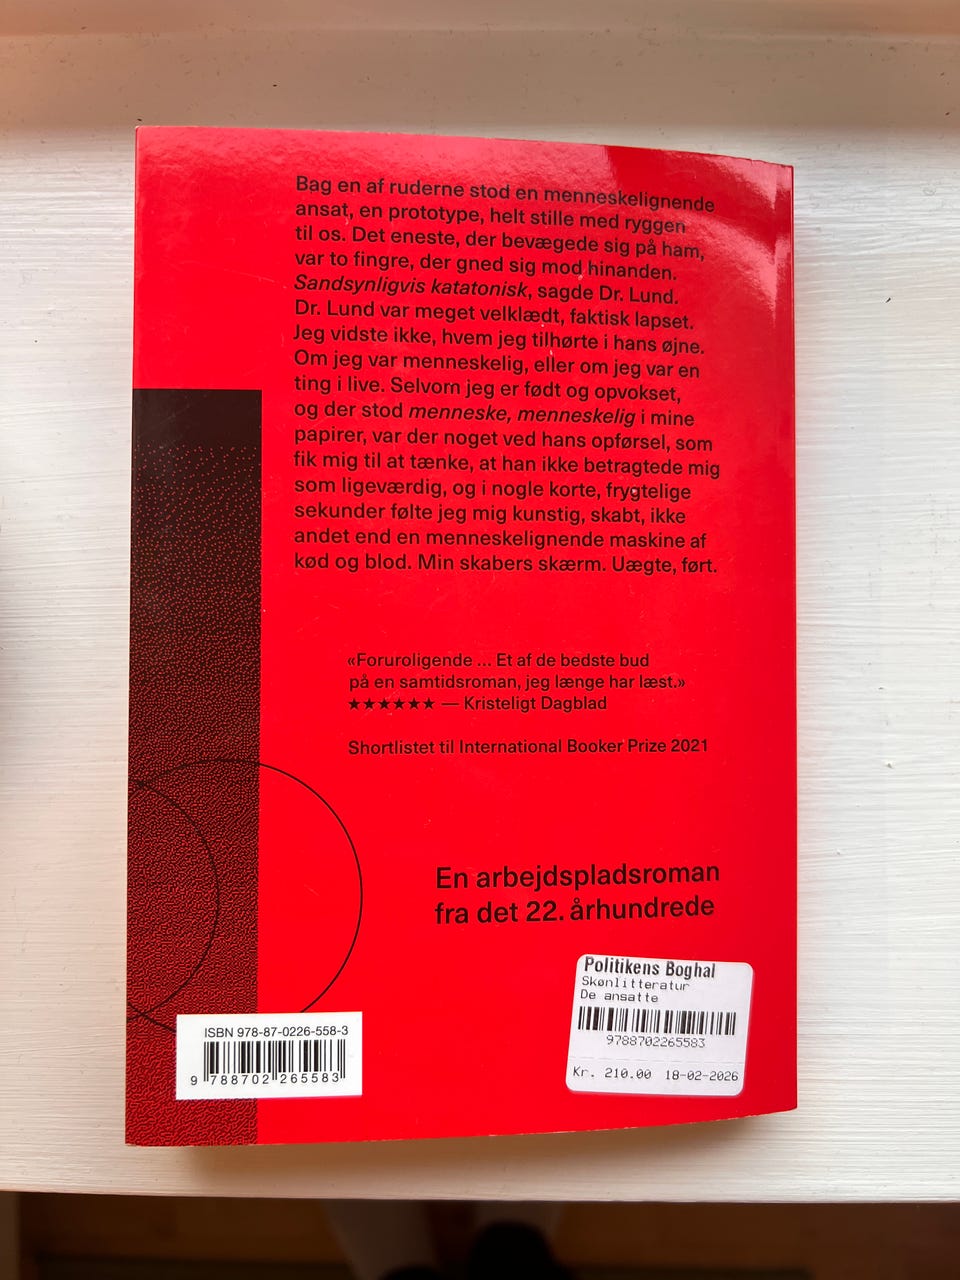 Bag en af ruderne stod en menneskelignende
ansat, en prototype, helt stille med ryggen
til os. Det eneste, der bevægede sig på ham,
var to fingre, der gned sig mod hinanden.
Sandsynligvis katatonisk, sagde Dr. Lund.
Dr. Lund var meget velklædt, faktisk lapset.
Jeg vidste ikke, hvem jeg tilhørte i hans øjne.
Om jeg var menneskelig, eller om jeg var en
ting i live. Selvom jeg er født og opvokset,
og der stod menneske, menneskelig i mine
papirer, var der noget ved hans opførsel, som
fik mig til at tænke, at han ikke betragtede mig
som ligeværdig, og i nogle korte, frygtelige
sekunder følte jeg mig kunstig, skabt, ikke
andet end en menneskelignende maskine af
kød og blod. Min skabers skærm. Uægte, ført.
«Foruroligende ... Et af de bedste bud
på en samtidsroman, jeg længe har læst.»
★★★★★★ — Kristeligt Dagblad
Shortlistet til International Booker Prize 2021
En arbejdspladsroman
fra det 22. århundrede
ISBN 978-87-0226-558-3
9 788702 265583
Politikens Boghal
Skønlitteratur
De ansatte
9788702265583
Kr. 210.00 18-02-2026